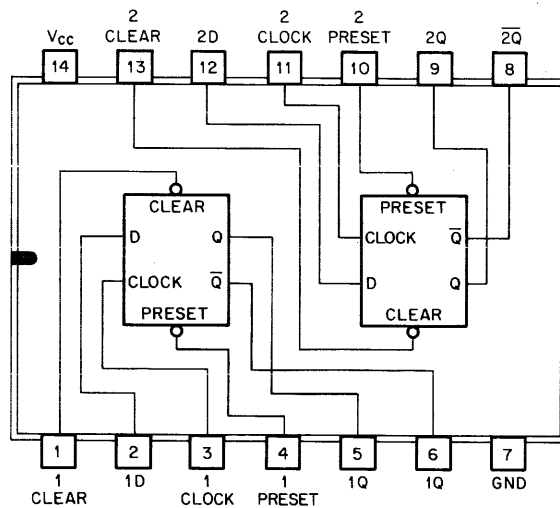 2 2 2
VCC CLEAR 2D CLOCK PRESET 2Q 2Q̅
14 13 12 11 10 9 8
CLEAR PRESET
D Q CLOCK Q̅
CLOCK Q̅ D Q
PRESET CLEAR
1 2 3 4 5 6 7
1 1D 1 1 1Q 1Q GND
CLEAR CLOCK PRESET